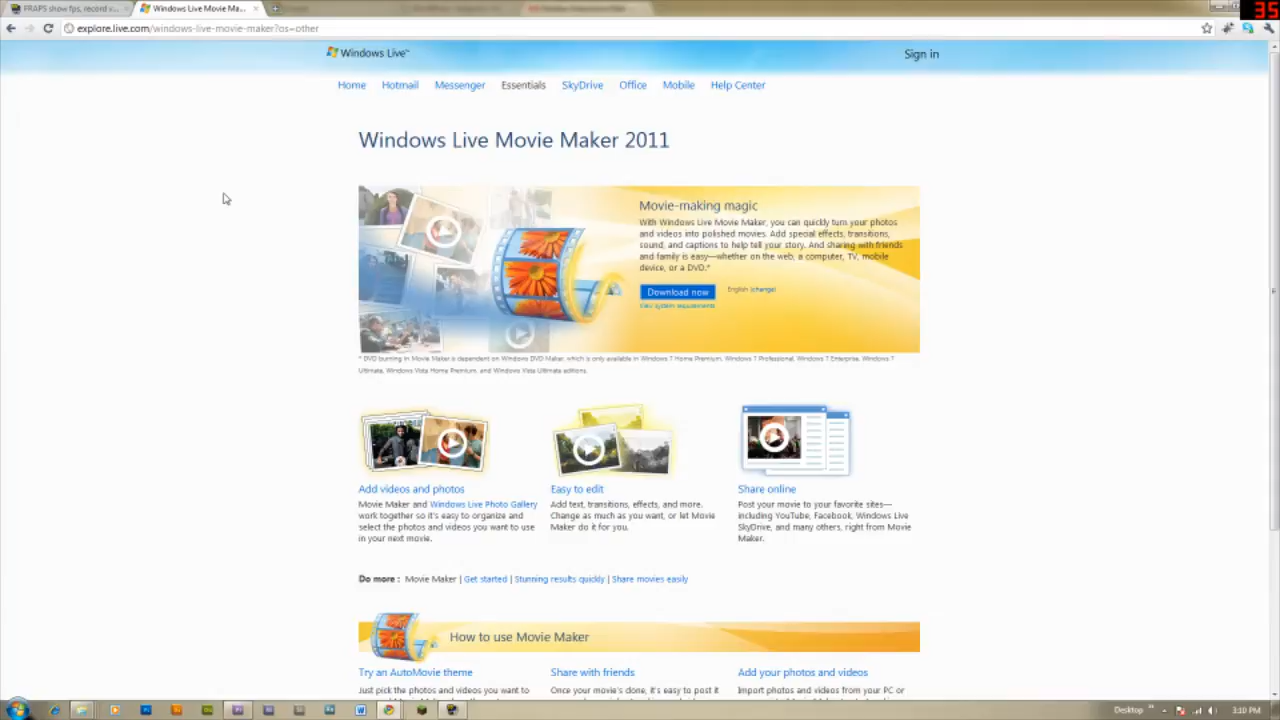 FRAPS show fps, record v...
Windows Live Movie Ma...
35
explore.live.com/windows-live-movie-maker?os=other
Windows Live™
Sign in
Home Hotmail Messenger Essentials SkyDrive Office Mobile Help Center
Windows Live Movie Maker 2011
Movie-making magic
With Windows Live Movie Maker, you can quickly turn your photos
and videos into polished movies. Add special effects, transitions,
sound, and captions to help tell your story. And sharing with friends
and family is easy—whether on the web, a computer, TV, mobile
device, or a DVD.*
Download now English (change)
View system requirements
* DVD burning in Movie Maker is dependent on Windows DVD Maker, which is only available in Windows 7 Home Premium, Windows 7 Professional, Windows 7 Enterprise, Windows 7
Ultimate, Windows Vista Home Premium, and Windows Vista Ultimate editions.
Add videos and photos
Movie Maker and Windows Live Photo Gallery
work together so it's easy to organize and
select the photos and videos you want to use
in your next movie.
Easy to edit
Add text, transitions, effects, and more.
Change as much as you want, or let Movie
Maker do it for you.
Share online
Post your movie to your favorite sites—
including YouTube, Facebook, Windows Live
SkyDrive, and many others, right from Movie
Maker.
Do more : Movie Maker | Get started | Stunning results quickly | Share movies easily
How to use Movie Maker
Try an AutoMovie theme
Just pick the photos and videos you want to
Share with friends
Once your movie's done, it's easy to post it
Add your photos and videos
Import photos and videos from your PC or
Desktop 3:10 PM